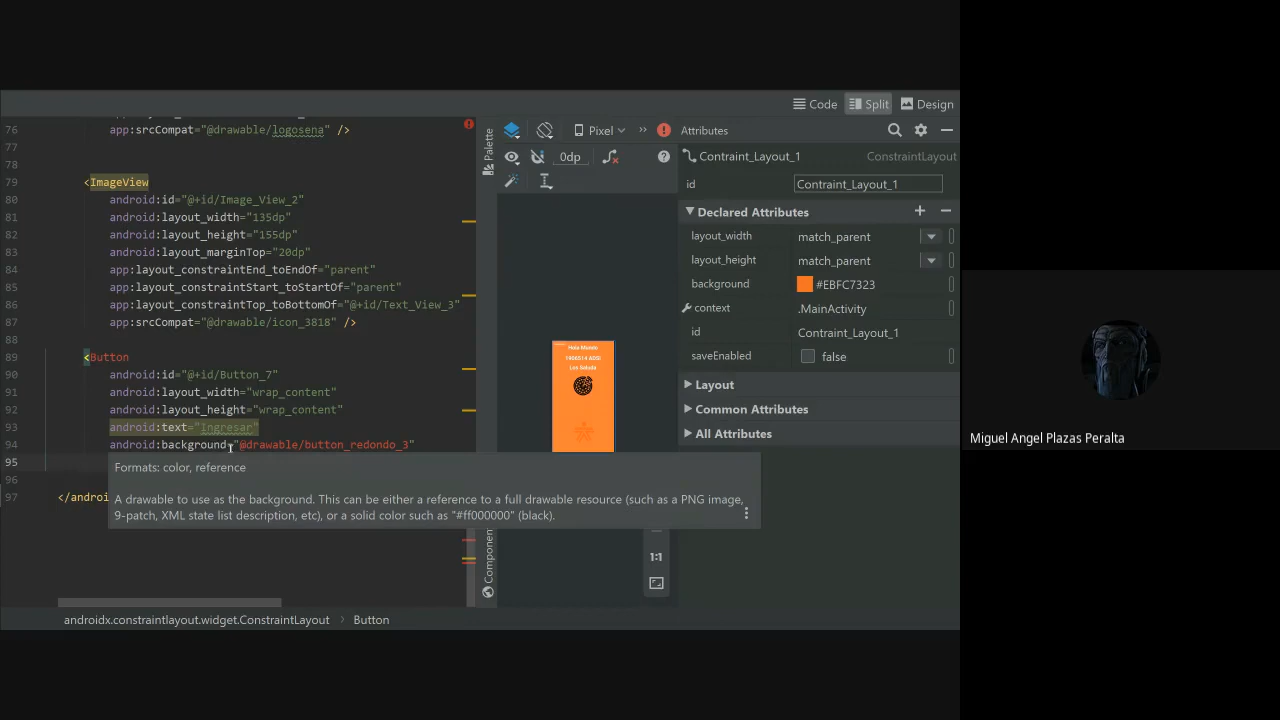 Code
Split
Design
76
app:srcCompat="@drawable/logosena" />
77
78
79 <ImageView
80 android:id="@+id/Image_View_2"
81 android:layout_width="135dp"
82 android:layout_height="155dp"
83 android:layout_marginTop="20dp"
84 app:layout_constraintEnd_toEndOf="parent"
85 app:layout_constraintStart_toStartOf="parent"
86 app:layout_constraintTop_toBottomOf="@+id/Text_View_3"
87 app:srcCompat="@drawable/icon_3818" />
88
89 <Button
90 android:id="@+id/Button_7"
91 android:layout_width="wrap_content"
92 android:layout_height="wrap_content"
93 android:text="Ingresar"
94 android:background="@drawable/button_redondo_3"
95
96
97 </androi
Formats: color, reference
A drawable to use as the background. This can be either a reference to a full drawable resource (such as a PNG image,
9-patch, XML state list description, etc), or a solid color such as "#ff000000" (black).
androidx.constraintlayout.widget.ConstraintLayout > Button
Palette
Component
Pixel
0dp
Hola Mundo
1906514 ADSI
Los Saluda
1:1
Attributes
Contraint_Layout_1 ConstraintLayout
id Contraint_Layout_1
Declared Attributes
layout_width match_parent
layout_height match_parent
background #EBFC7323
context .MainActivity
id Contraint_Layout_1
saveEnabled false
Layout
Common Attributes
All Attributes
Miguel Angel Plazas Peralta